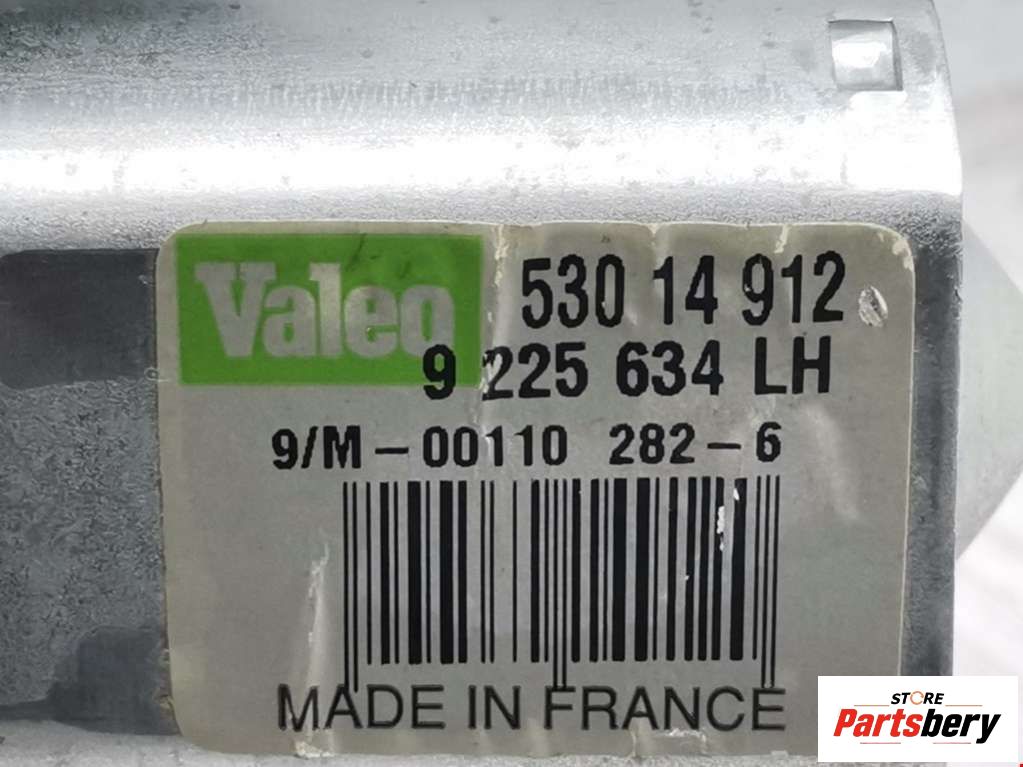 Valeo 530 14 912
9 225 634 LH
9/M-00110 282-6
MADE IN FRANCE
STORE
Partsbery